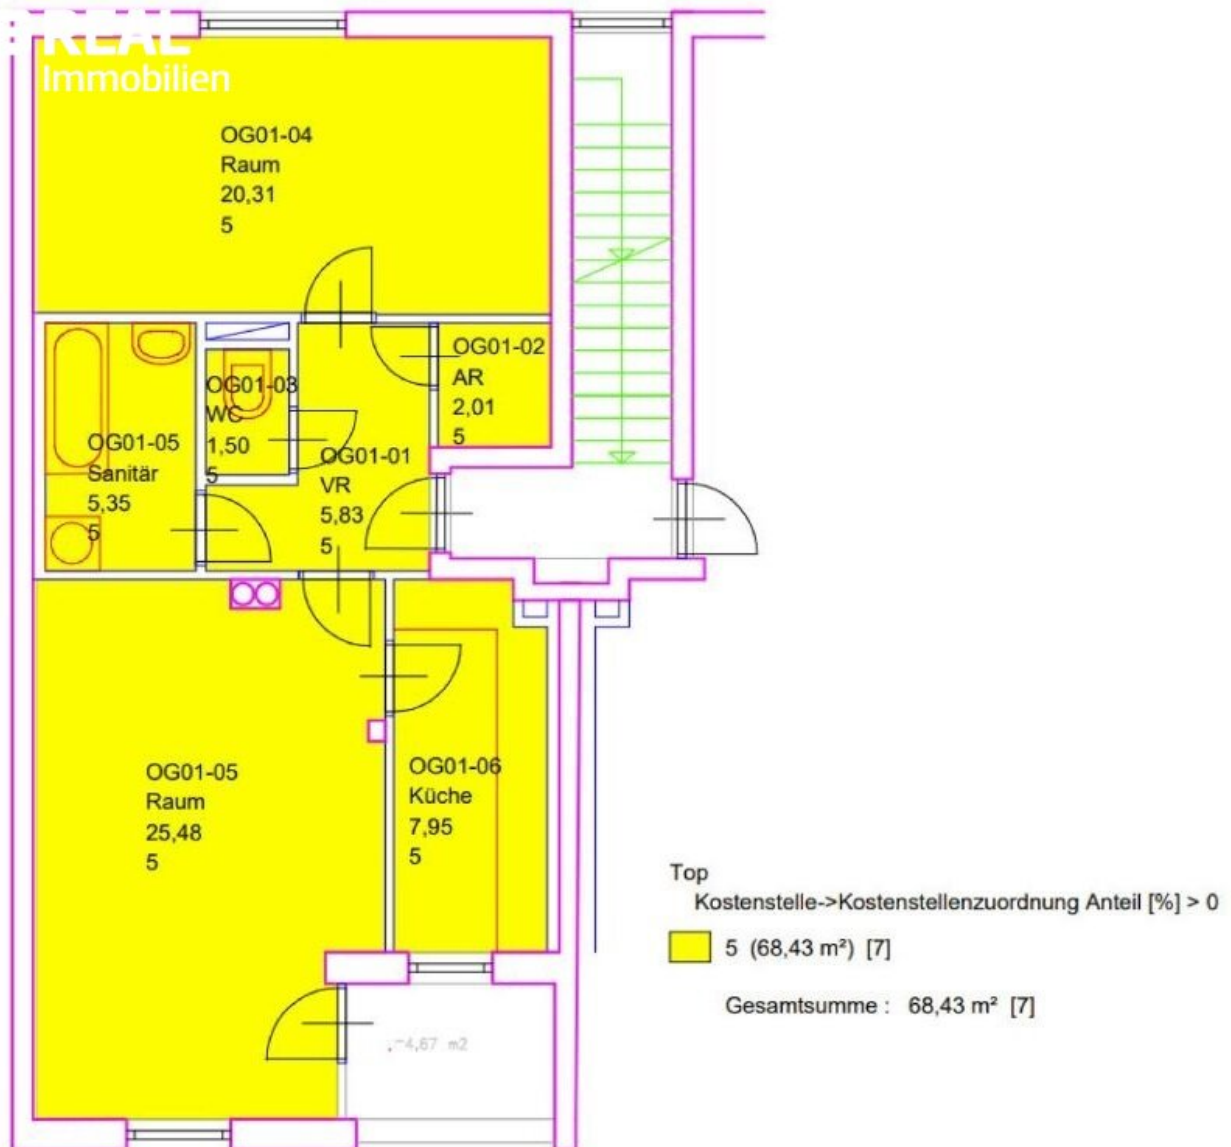 REAL
Immobilien
OG01-04
Raum
20,31
5
OG01-02
AR
2,01
5
OG01-03
WC
1,50
5
OG01-05
Sanitär
5,35
5
OG01-01
VR
5,83
5
OG01-05
Raum
25,48
5
OG01-06
Küche
7,95
5
4,67 m2
Top
Kostenstelle->Kostenstellenzuordnung Anteil [%] > 0
5 (68,43 m²) [7]
Gesamtsumme : 68,43 m² [7]